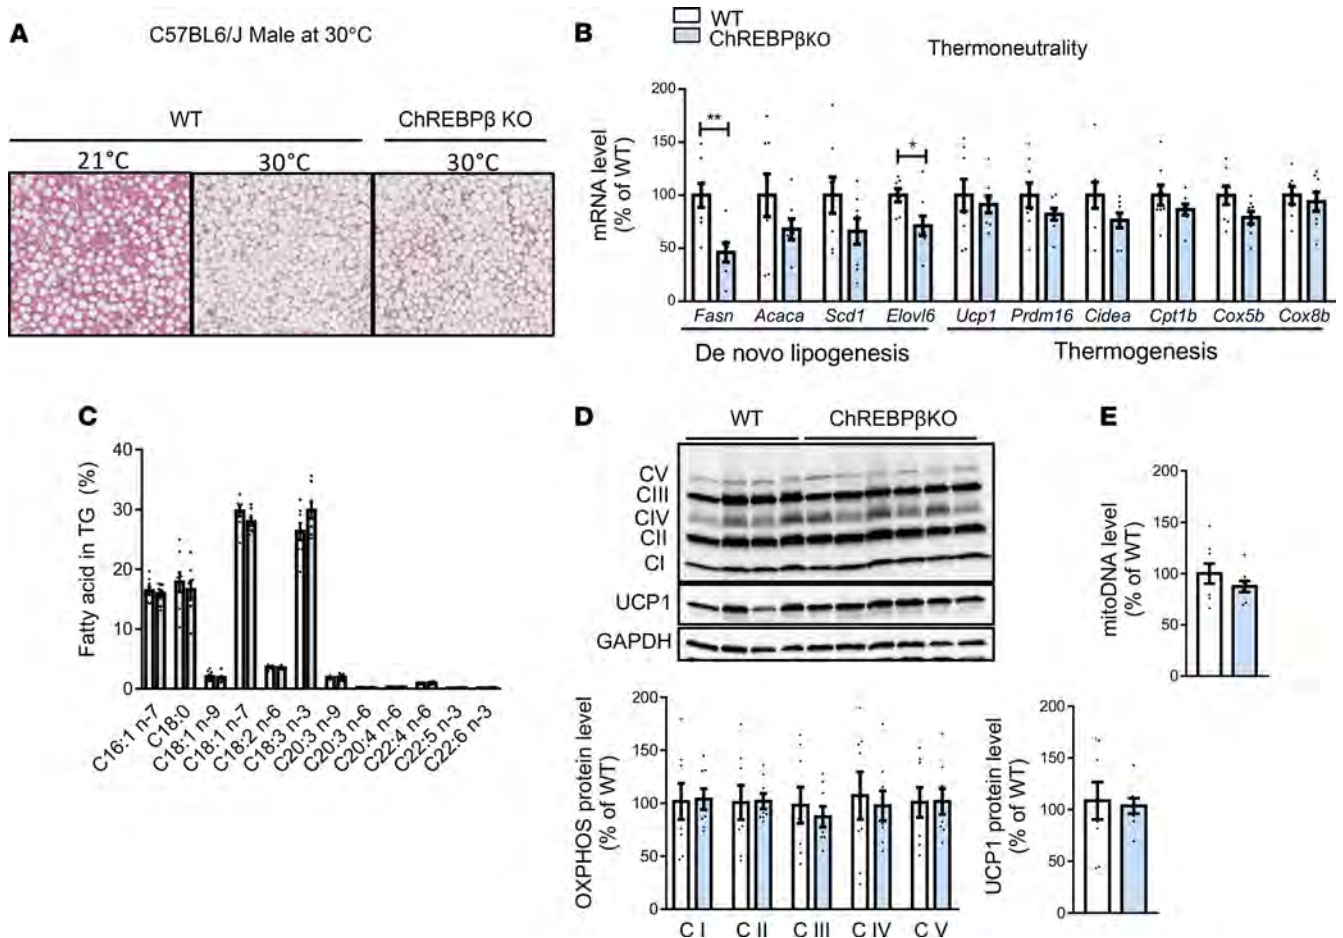 A
C57BL6/J Male at 30°C
WT
ChREBPβ KO
21°C
30°C
30°C
B
WT
ChREBPβKO
Thermoneutrality
mRNA level
(% of WT)
200
150
100
50
0
**
*
Fasn
Acaca
Scd1
Elovl6
Ucp1
Prdm16
Cidea
Cpt1b
Cox5b
Cox8b
De novo lipogenesis
Thermogenesis
C
Fatty acid in TG (%)
40
30
20
10
0
C16:1 n-7
C18:0
C18:1 n-9
C18:1 n-7
C18:2 n-6
C18:3 n-3
C20:3 n-9
C20:3 n-6
C20:4 n-6
C22:4 n-6
C22:5 n-3
C22:6 n-3
D
WT
ChREBPβKO
CV
CIII
CIV
CII
CI
UCP1
GAPDH
OXPHOS protein level
(% of WT)
200
150
100
50
0
C I
C II
C III
C IV
C V
UCP1 protein level
(% of WT)
200
150
100
50
0
E
mitoDNA level
(% of WT)
200
150
100
50
0